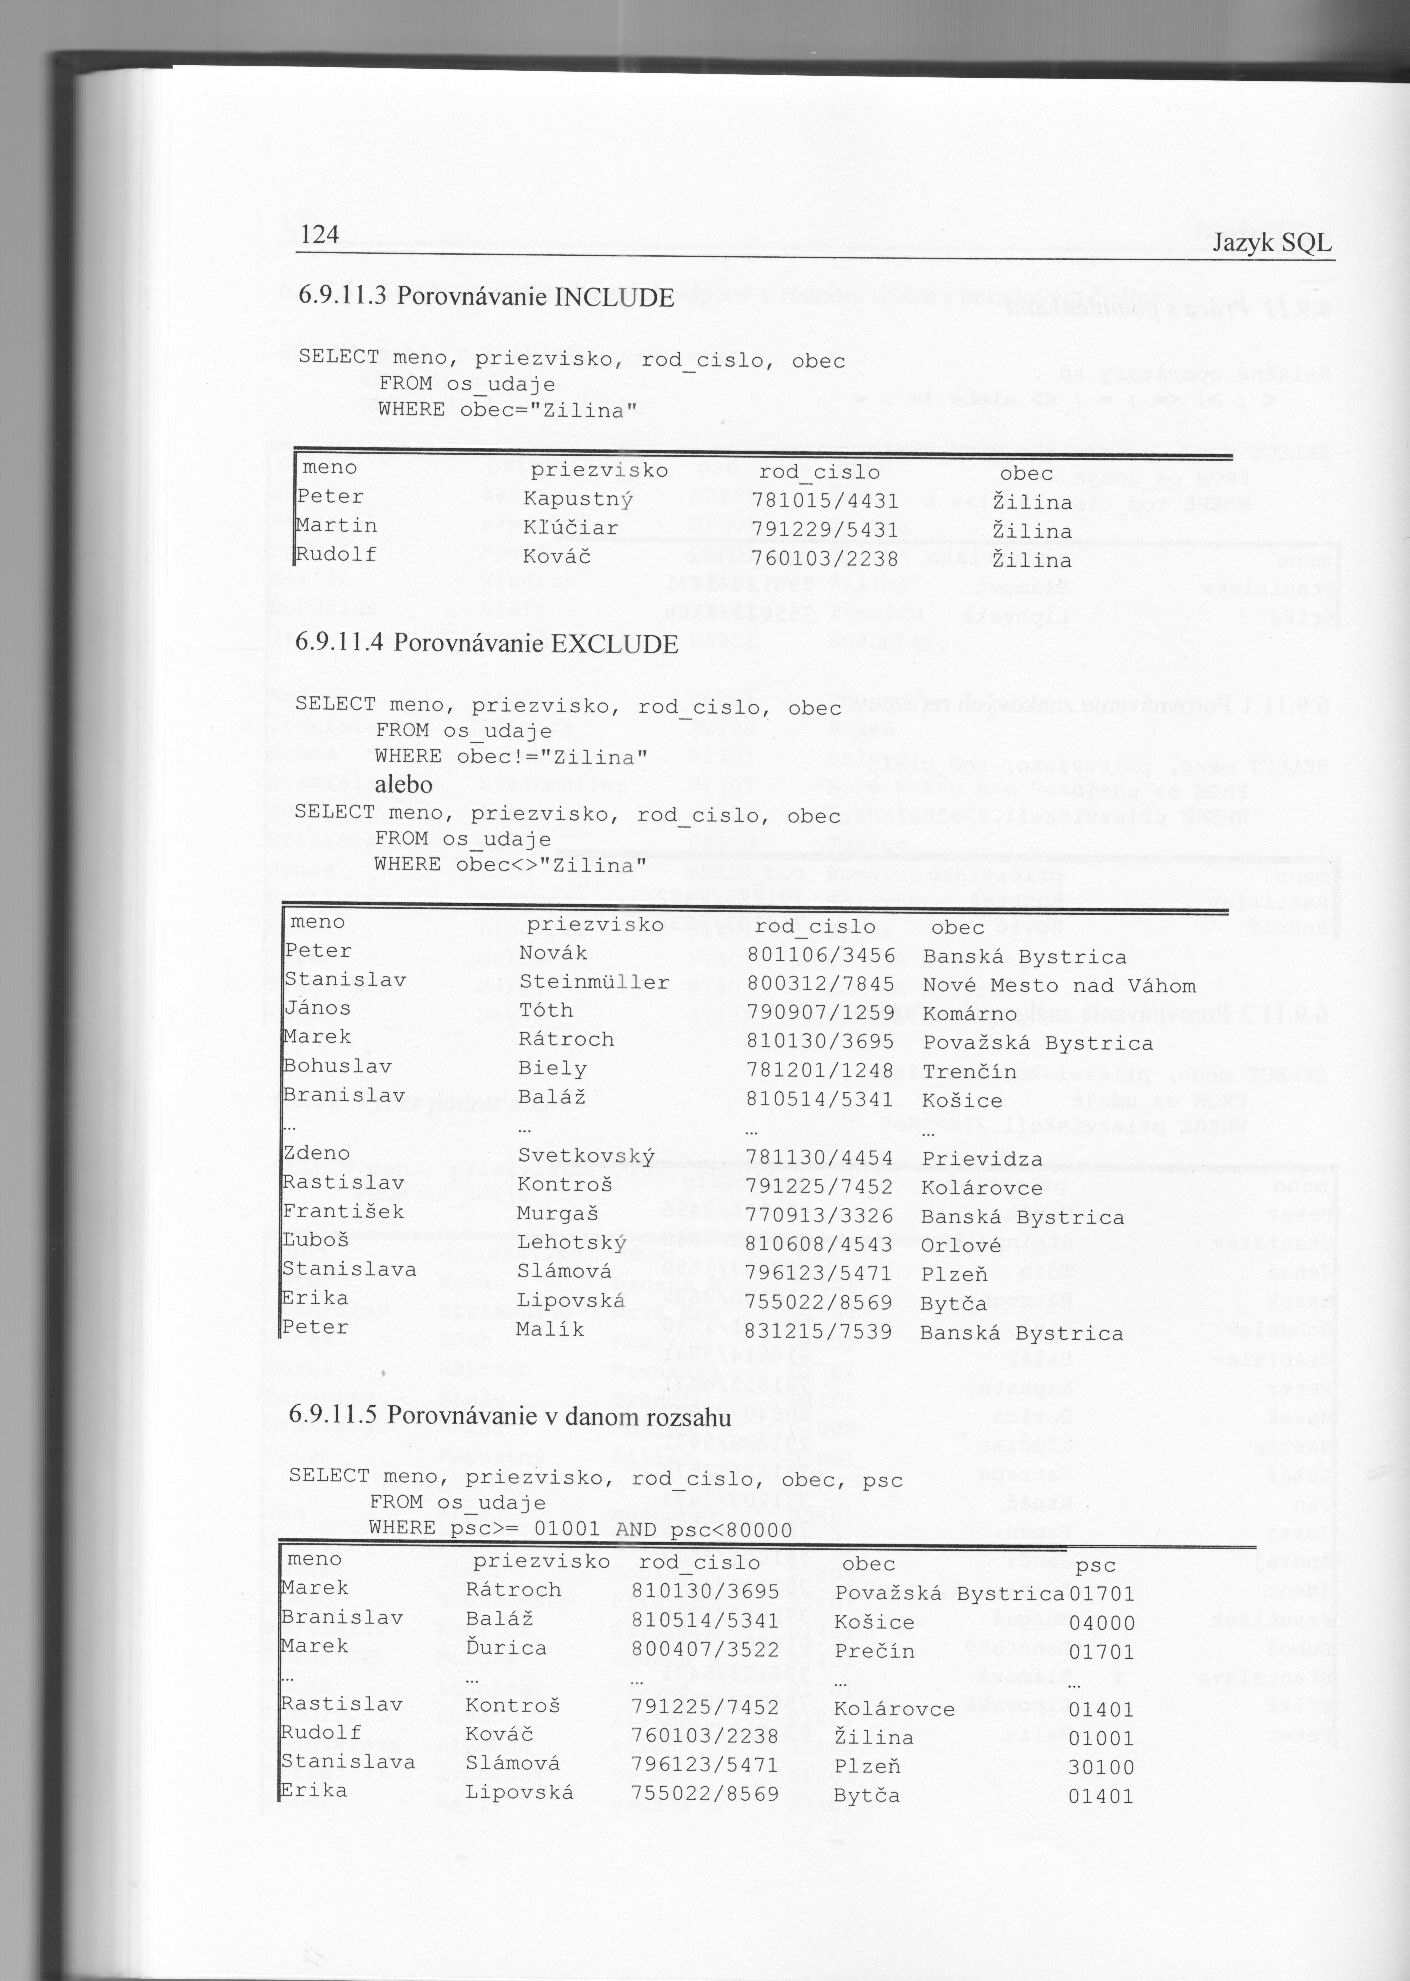 124 Jazyk SQL
6.9.11.3 Porovnávanie INCLUDE
SELECT meno, priezvisko, rod_cislo, obec
FROM os_udaje
WHERE obec="Zilina"
meno priezvisko rod_cislo obec
Peter Kapustný 781015/4431 Žilina
Martin Kľúčiar 791229/5431 Žilina
Rudolf Kováč 760103/2238 Žilina
6.9.11.4 Porovnávanie EXCLUDE
SELECT meno, priezvisko, rod_cislo, obec
FROM os_udaje
WHERE obec!="Zilina"
alebo
SELECT meno, priezvisko, rod_cislo, obec
FROM os_udaje
WHERE obec<>"Zilina"
meno priezvisko rod_cislo obec
Peter Novák 801106/3456 Banská Bystrica
Stanislav Steinmüller 800312/7845 Nové Mesto nad Váhom
János Tóth 790907/1259 Komárno
Marek Rátroch 810130/3695 Považská Bystrica
Bohuslav Biely 781201/1248 Trenčín
Branislav Baláž 810514/5341 Košice
… … … …
Zdeno Svetkovský 781130/4454 Prievidza
Rastislav Kontroš 791225/7452 Kolárovce
František Murgaš 770913/3326 Banská Bystrica
Ľuboš Lehotský 810608/4543 Orlové
Stanislava Slámová 796123/5471 Plzeň
Erika Lipovská 755022/8569 Bytča
Peter Malík 831215/7539 Banská Bystrica
6.9.11.5 Porovnávanie v danom rozsahu
SELECT meno, priezvisko, rod_cislo, obec, psc
FROM os_udaje
WHERE psc>= 01001 AND psc<80000
meno priezvisko rod_cislo obec psc
Marek Rátroch 810130/3695 Považská Bystrica 01701
Branislav Baláž 810514/5341 Košice 04000
Marek Ďurica 800407/3522 Prečín 01701
… … … … …
Rastislav Kontroš 791225/7452 Kolárovce 01401
Rudolf Kováč 760103/2238 Žilina 01001
Stanislava Slámová 796123/5471 Plzeň 30100
Erika Lipovská 755022/8569 Bytča 01401